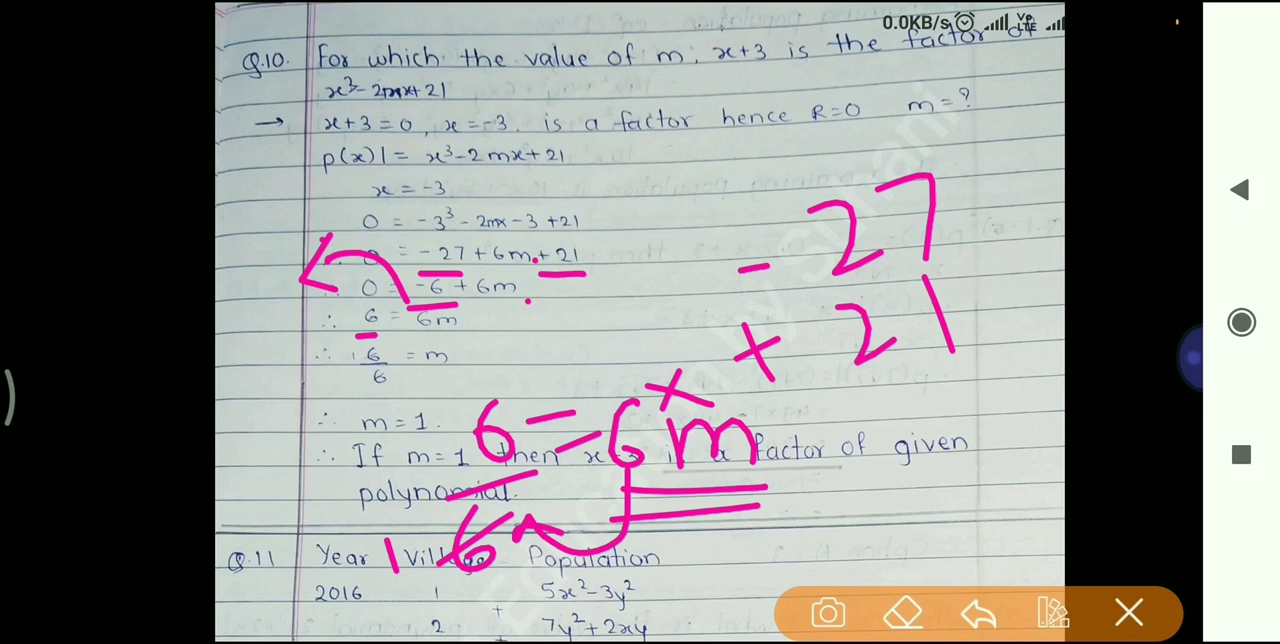 0.0KB/s
Q.10. For which the value of m, x+3 is the factor of
x³-2mx+21
→ x+3=0, x=-3. is a factor hence R=0 m=?
p(x) = x³-2mx+21
x = -3
0 = -3³ - 2mx - 3 + 21
∴ 0 = -27 + 6m + 21
∴ 0 = -6 + 6m
∴ 6 = 6m
∴ 6/6 = m
∴ m = 1.
∴ If m=1 then is a factor of given
polynomial.
- 27
+ 21
6 = 6 × m
6
Q.11 Year Village Population
2016 1 5x²-3y²
2 7y²+2xy